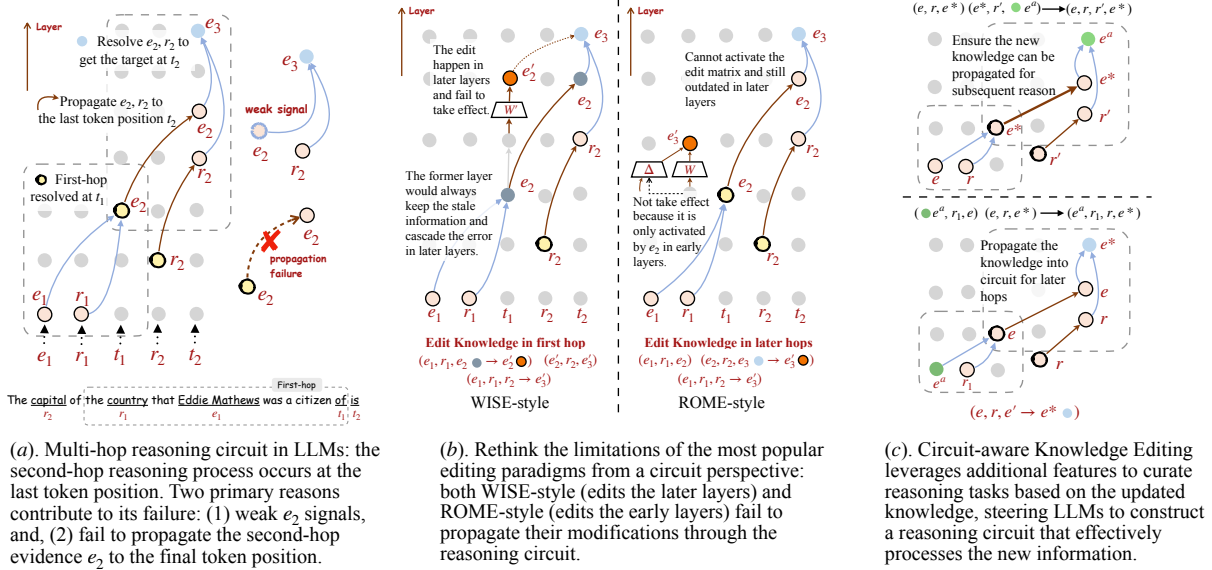 Layer
e3
Resolve e2, r2 to
get the target at t2
Propagate e2, r2 to
the last token position t2
e2
r2
First-hop
resolved at t1
e2
r2
e1
r1
e1 r1 t1 r2 t2
e3
weak signal
e2
r2
e2
propagation
failure
e2
First-hop
The capital of the country that Eddie Mathews was a citizen of is
r2 r1 e1 t1 t2
(a). Multi-hop reasoning circuit in LLMs: the
second-hop reasoning process occurs at the
last token position. Two primary reasons
contribute to its failure: (1) weak e2 signals,
and, (2) fail to propagate the second-hop
evidence e2 to the final token position.
Layer
e3
The edit
happen in
later layers
and fail to
take effect.
e2′
W′
e2
r2
The former layer
would always
keep the stale
information and
cascade the error
in later layers.
e2
r2
e1 r1 t1 r2 t2
Edit Knowledge in first hop
(e1, r1, e2 → e2′) (e2′, r2, e3′)
(e1, r1, r2 → e3′)
WISE-style
Layer
e3
Cannot activate the
edit matrix and still
outdated in later
layers
e2
r2
e3′
Δ W
Not take effect
because it is
only activated
by e2 in early
layers.
e2
r2
e1 r1 t1 r2 t2
Edit Knowledge in later hops
(e1, r1, e2) (e2, r2, e3 → e3′)
(e1, r1, r2 → e3′)
ROME-style
(b). Rethink the limitations of the most popular
editing paradigms from a circuit perspective:
both WISE-style (edits the later layers) and
ROME-style (edits the early layers) fail to
propagate their modifications through the
reasoning circuit.
(e, r, e*) (e*, r′, e^a) → (e, r, r′, e*)
Ensure the new
knowledge can be
propagated for
subsequent reason
e^a
e*
e*
r′
e r
r′
(e^a, r1, e) (e, r, e*) → (e^a, r1, r, e*)
Propagate the
knowledge into
circuit for later
hops
e*
e
e
r
e^a r1
r
(e, r, e′ → e*)
(c). Circuit-aware Knowledge Editing
leverages additional features to curate
reasoning tasks based on the updated
knowledge, steering LLMs to construct
a reasoning circuit that effectively
processes the new information.